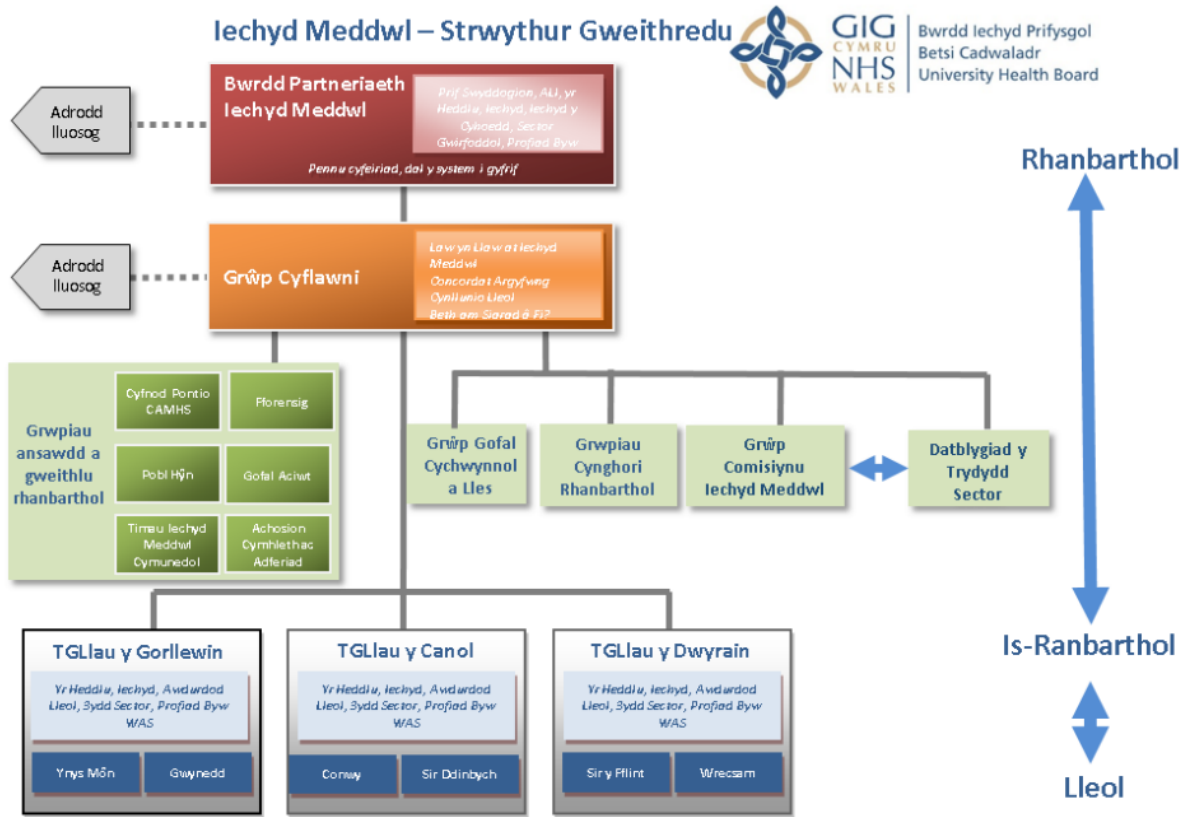 Iechyd Meddwl – Strwythur Gweithredu
GIG
CYMRU
NHS
WALES
Bwrdd Iechyd Prifysgol
Betsi Cadwaladr
University Health Board
Adrodd
lluosog
Bwrdd Partneriaeth
Iechyd Meddwl
Prif Swyddogion, ALl, yr
Heddlu, Iechyd, Iechyd y
Cyhoedd, Sector
Gwirfoddol, Profiad Byw
Pennu cyfeiriad, dal y system i gyfrif
Rhanbarthol
Adrodd
lluosog
Grŵp Cyflawni
Law yn Llaw at Iechyd
Meddwl
Concordat Argyfwng
Cynllunio Lleol
Beth am Siarad â Fi?
Grwpiau
ansawdd a
gweithlu
rhanbarthol
Cyfnod Pontio
CAMHS
Fforensig
Pobl Hŷn
Gofal Aciwt
Timau Iechyd
Meddwl
Cymunedol
Achosion
Cymhleth ac
Adferiad
Grŵp Gofal
Cychwynnol
a Lles
Grwpiau
Cynghori
Rhanbarthol
Grŵp
Comisiynu
Iechyd Meddwl
Datblygiad y
Trydydd
Sector
TGLlau y Gorllewin
Yr Heddlu, Iechyd, Awdurdod
Lleol, 3ydd Sector, Profiad Byw
WAS
Ynys Môn
Gwynedd
TGLlau y Canol
Yr Heddlu, Iechyd, Awdurdod
Lleol, 3ydd Sector, Profiad Byw
WAS
Conwy
Sir Ddinbych
TGLlau y Dwyrain
Yr Heddlu, Iechyd, Awdurdod
Lleol, 3ydd Sector, Profiad Byw
WAS
Sir y Fflint
Wrecsam
Is-Ranbarthol
Lleol